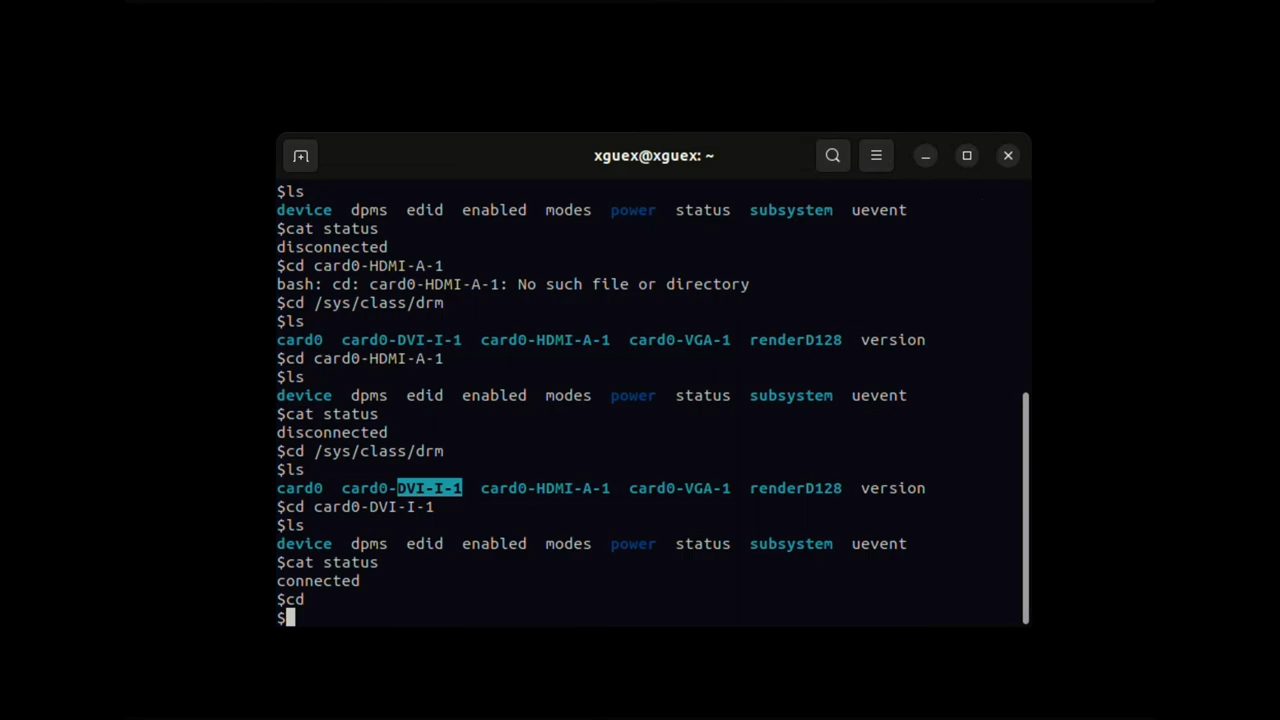 xguex@xguex: ~
$ls
device dpms edid enabled modes power status subsystem uevent
$cat status
disconnected
$cd card0-HDMI-A-1
bash: cd: card0-HDMI-A-1: No such file or directory
$cd /sys/class/drm
$ls
card0 card0-DVI-I-1 card0-HDMI-A-1 card0-VGA-1 renderD128 version
$cd card0-HDMI-A-1
$ls
device dpms edid enabled modes power status subsystem uevent
$cat status
disconnected
$cd /sys/class/drm
$ls
card0 card0-DVI-I-1 card0-HDMI-A-1 card0-VGA-1 renderD128 version
$cd card0-DVI-I-1
$ls
device dpms edid enabled modes power status subsystem uevent
$cat status
connected
$cd
$